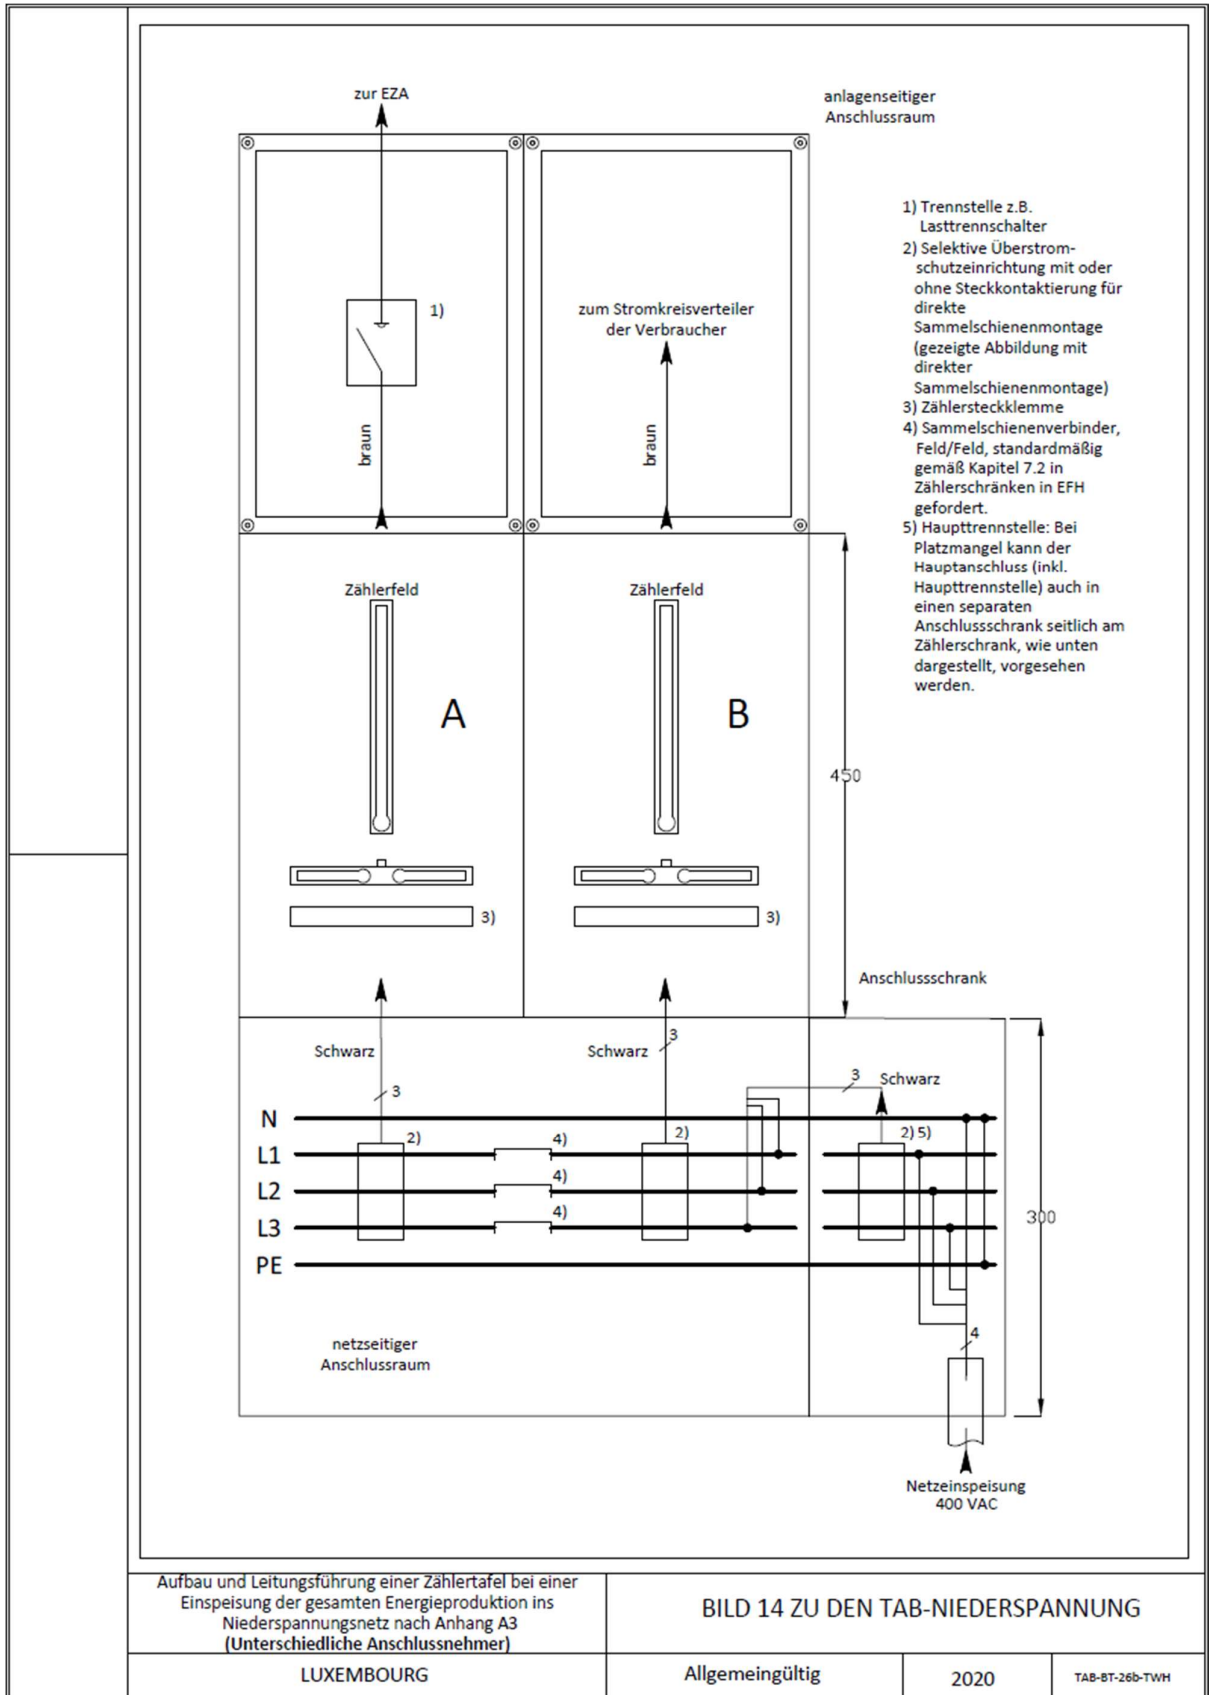 zur EZA
anlagenseitiger
Anschlussraum
1) Trennstelle z.B.
Lasttrennschalter
2) Selektive Überstrom-
schutzeinrichtung mit oder
ohne Steckkontaktierung für
direkte
Sammelschienenmontage
(gezeigte Abbildung mit
direkter
Sammelschienenmontage)
3) Zählersteckklemme
4) Sammelschienenverbinder,
Feld/Feld, standardmäßig
gemäß Kapitel 7.2 in
Zählerschränken in EFH
gefordert.
5) Haupttrennstelle: Bei
Platzmangel kann der
Hauptanschluss (inkl.
Haupttrennstelle) auch in
einen separaten
Anschlussschrank seitlich am
Zählerschrank, wie unten
dargestellt, vorgesehen
werden.
1)
zum Stromkreisverteiler
der Verbraucher
braun
braun
Zählerfeld
Zählerfeld
A
B
450
3)
3)
Anschlussschrank
Schwarz
3
Schwarz
3
3
Schwarz
N
2)
4)
2)
2) 5)
L1
4)
L2
4)
L3
300
PE
netzseitiger
Anschlussraum
4
Netzeinspeisung
400 VAC
Aufbau und Leitungsführung einer Zählertafel bei einer
Einspeisung der gesamten Energieproduktion ins
Niederspannungsnetz nach Anhang A3
(Unterschiedliche Anschlussnehmer)
BILD 14 ZU DEN TAB-NIEDERSPANNUNG
LUXEMBOURG
Allgemeingültig
2020
TAB-BT-26b-TWH